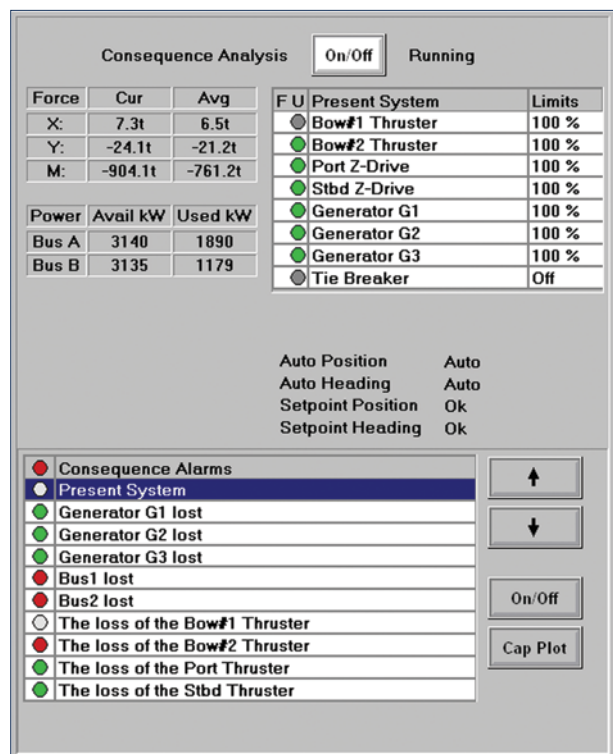 Consequence Analysis On/Off Running
Force Cur Avg
X: 7.3t 6.5t
Y: -24.1t -21.2t
M: -904.1t -761.2t
Power Avail kW Used kW
Bus A 3140 1890
Bus B 3135 1179
F U Present System Limits
Bow#1 Thruster 100 %
Bow#2 Thruster 100 %
Port Z-Drive 100 %
Stbd Z-Drive 100 %
Generator G1 100 %
Generator G2 100 %
Generator G3 100 %
Tie Breaker Off
Auto Position Auto
Auto Heading Auto
Setpoint Position Ok
Setpoint Heading Ok
Consequence Alarms
Present System
Generator G1 lost
Generator G2 lost
Generator G3 lost
Bus1 lost
Bus2 lost
The loss of the Bow#1 Thruster
The loss of the Bow#2 Thruster
The loss of the Port Thruster
The loss of the Stbd Thruster
On/Off
Cap Plot